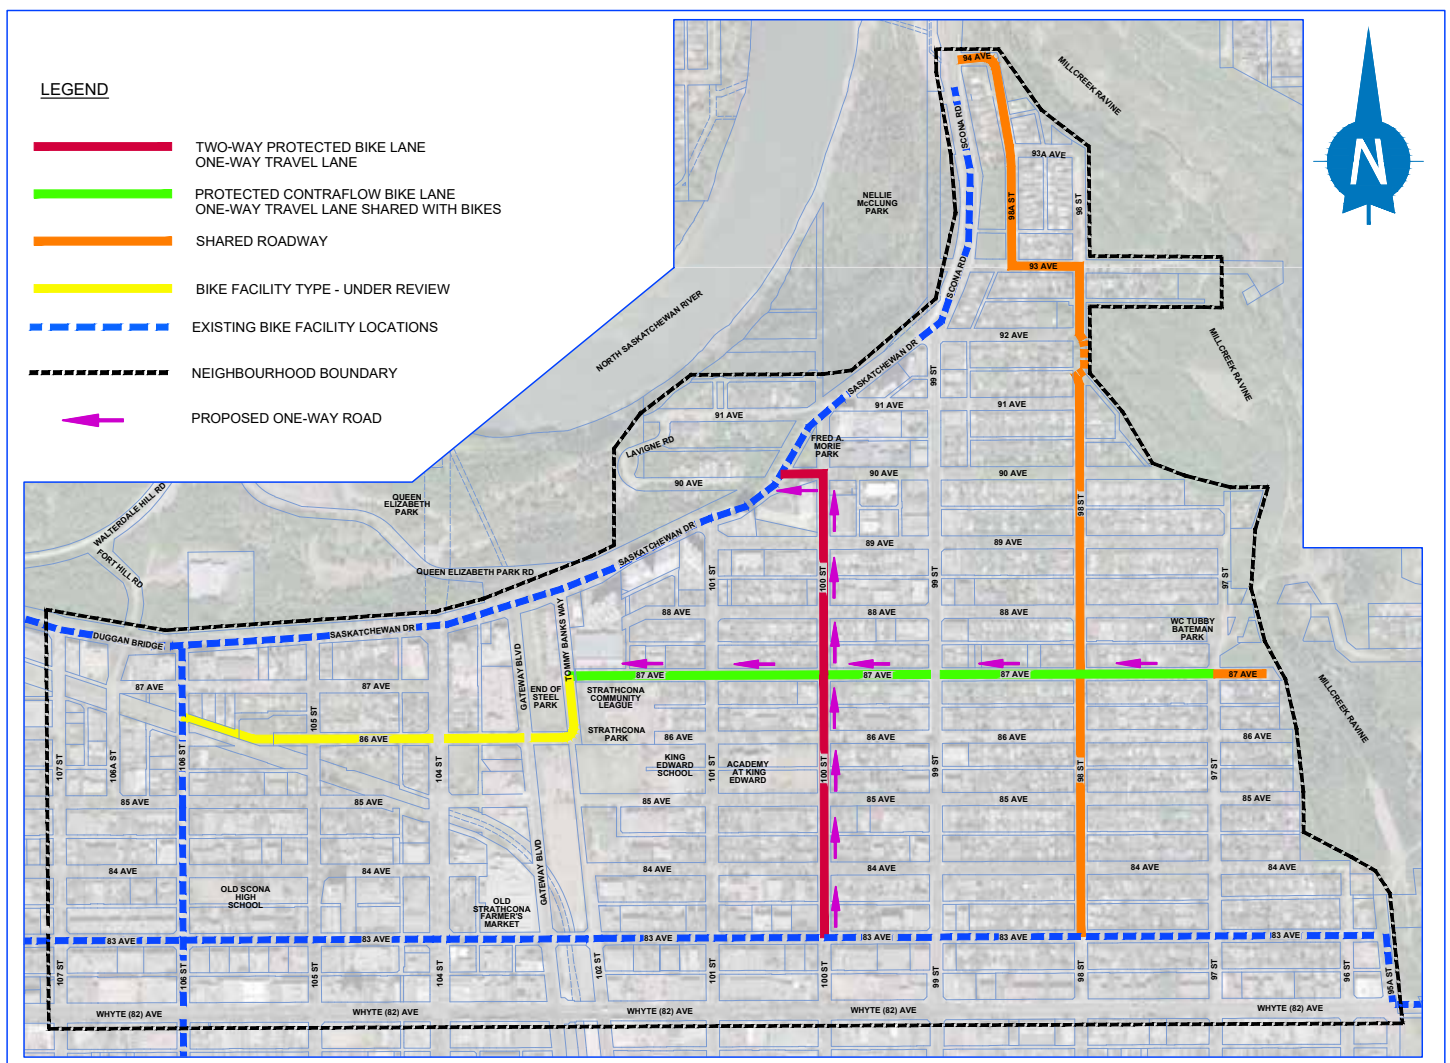 LEGEND
TWO-WAY PROTECTED BIKE LANE
ONE-WAY TRAVEL LANE
PROTECTED CONTRAFLOW BIKE LANE
ONE-WAY TRAVEL LANE SHARED WITH BIKES
SHARED ROADWAY
BIKE FACILITY TYPE - UNDER REVIEW
EXISTING BIKE FACILITY LOCATIONS
NEIGHBOURHOOD BOUNDARY
PROPOSED ONE-WAY ROAD
N
94 AVE
MILLCREEK RAVINE
SCONA RD
93A AVE
NELLIE
McCLUNG
PARK
98A ST
98 ST
93 AVE
SCONA RD
NORTH SASKATCHEWAN RIVER
92 AVE
MILLCREEK RAVINE
SASKATCHEWAN DR
99 ST
91 AVE
91 AVE
91 AVE
LAVIGNE RD
FRED A.
MORIE
PARK
90 AVE
90 AVE
90 AVE
WALTERDALE HILL RD
QUEEN
ELIZABETH
PARK
98 ST
FORT HILL RD
SASKATCHEWAN DR
89 AVE
89 AVE
QUEEN ELIZABETH PARK RD
101 ST
100 ST
99 ST
97 ST
TOMMY BANKS WAY
88 AVE
88 AVE
88 AVE
WC TUBBY
BATEMAN
PARK
DUGGAN BRIDGE
SASKATCHEWAN DR
GATEWAY BLVD
87 AVE
87 AVE
87 AVE
87 AVE
87 AVE
87 AVE
END OF
STEEL
PARK
STRATHCONA
COMMUNITY
LEAGUE
MILLCREEK RAVINE
105 ST
STRATHCONA
PARK
86 AVE
86 AVE
86 AVE
86 AVE
86 AVE
107 ST
106A ST
106 ST
104 ST
KING
EDWARD
SCHOOL
101 ST
ACADEMY
AT KING
EDWARD
100 ST
99 ST
98 ST
97 ST
85 AVE
85 AVE
85 AVE
85 AVE
85 AVE
85 AVE
84 AVE
84 AVE
84 AVE
84 AVE
84 AVE
84 AVE
GATEWAY BLVD
OLD SCONA
HIGH
SCHOOL
OLD
STRATHCONA
FARMER'S
MARKET
83 AVE
83 AVE
83 AVE
83 AVE
83 AVE
83 AVE
107 ST
106 ST
105 ST
104 ST
102 ST
101 ST
100 ST
99 ST
98 ST
97 ST
96 ST
95A ST
WHYTE (82) AVE
WHYTE (82) AVE
WHYTE (82) AVE
WHYTE (82) AVE
WHYTE (82) AVE